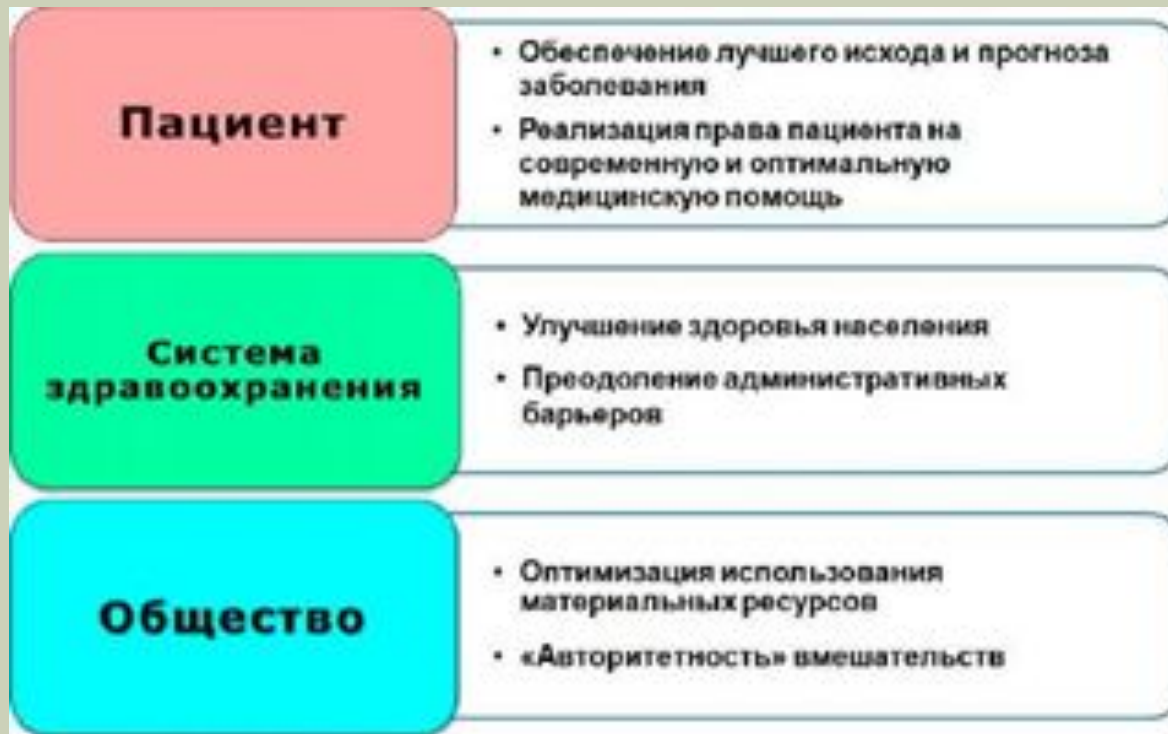 Пациент
• Обеспечение лучшего исхода и прогноза
заболевания
• Реализация права пациента на
современную и оптимальную
медицинскую помощь
Система
здравоохранения
• Улучшение здоровья населения
• Преодоление административных
барьеров
Общество
• Оптимизация использования
материальных ресурсов
• «Авторитетность» вмешательств